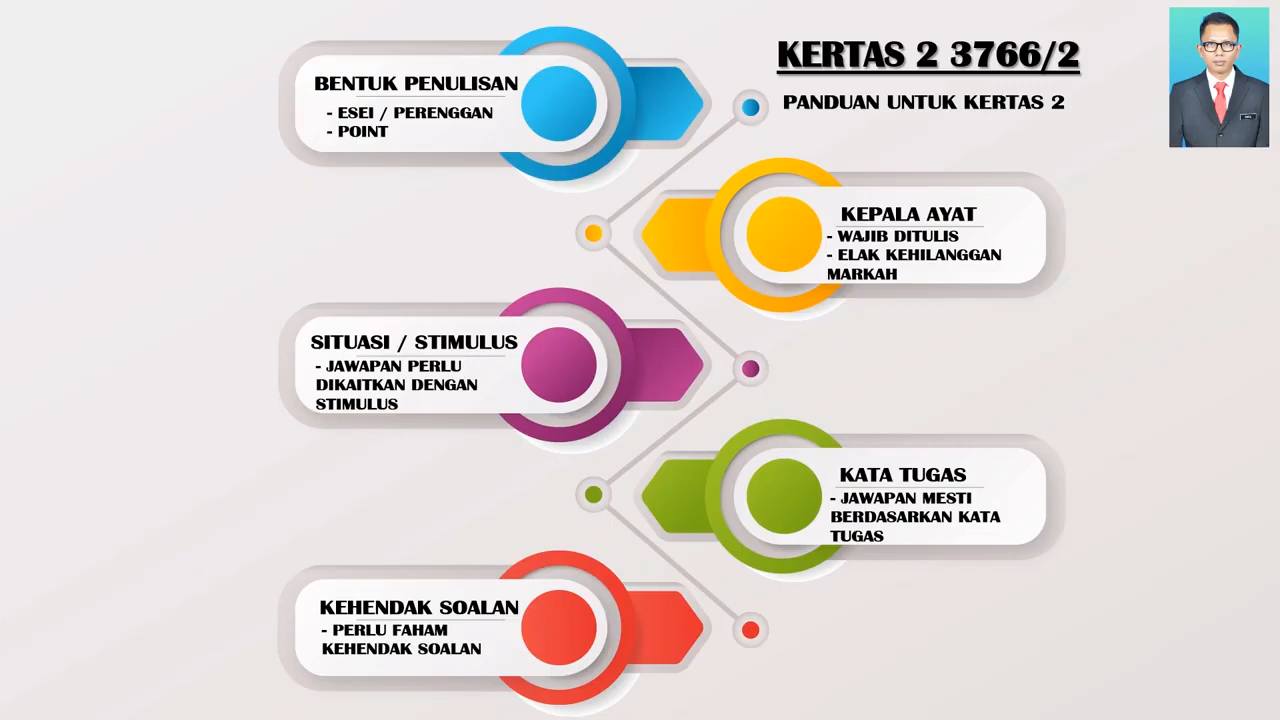 KERTAS 2 3766/2
PANDUAN UNTUK KERTAS 2
BENTUK PENULISAN
- ESEI / PERENGGAN
- POINT
KEPALA AYAT
- WAJIB DITULIS
- ELAK KEHILANGGAN
MARKAH
SITUASI / STIMULUS
- JAWAPAN PERLU
DIKAITKAN DENGAN
STIMULUS
KATA TUGAS
- JAWAPAN MESTI
BERDASARKAN KATA
TUGAS
KEHENDAK SOALAN
- PERLU FAHAM
KEHENDAK SOALAN